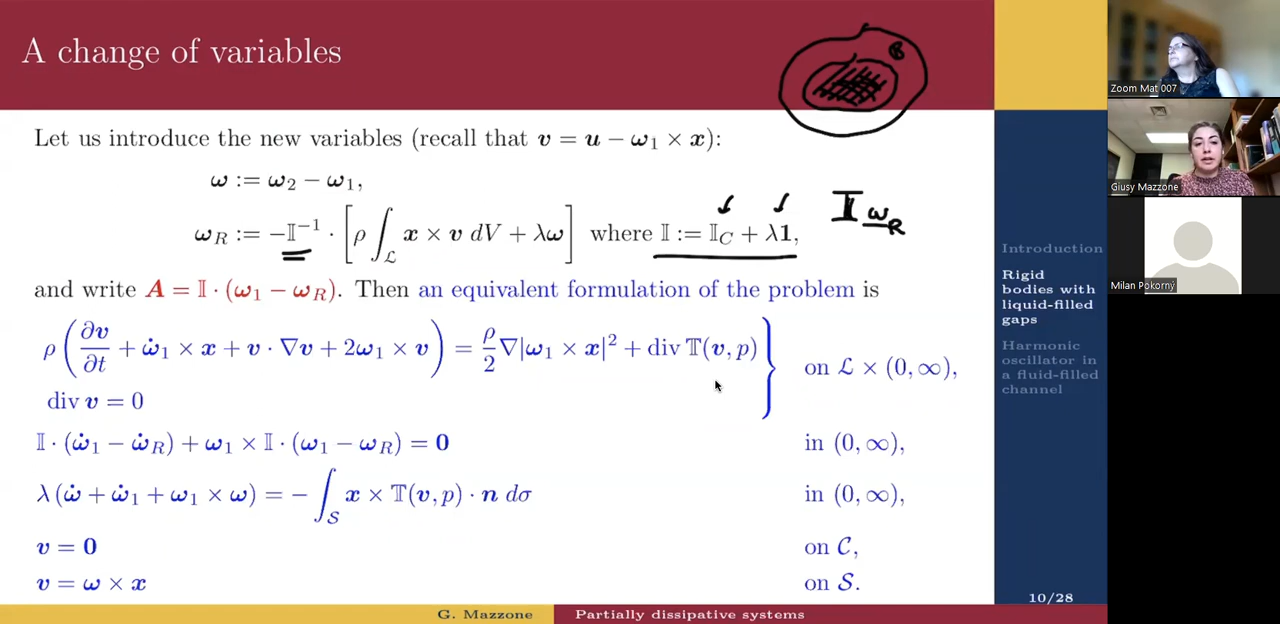 A change of variables
B
Let us introduce the new variables (recall that v = u − ω₁ × x):
ω := ω₂ − ω₁,
ω_R := −𝕀⁻¹ · [ρ ∫_ℒ x × v dV + λω] where 𝕀 := 𝕀_C + λ𝟏,
I ω_R
and write A = 𝕀 · (ω₁ − ω_R). Then an equivalent formulation of the problem is
ρ(∂v/∂t + ω̇₁ × x + v · ∇v + 2ω₁ × v) = ρ/2 ∇|ω₁ × x|² + div 𝕋(v, p)
div v = 0
on ℒ × (0, ∞),
𝕀 · (ω̇₁ − ω̇_R) + ω₁ × 𝕀 · (ω₁ − ω_R) = 0 in (0, ∞),
λ(ω̇ + ω̇₁ + ω₁ × ω) = − ∫_𝒮 x × 𝕋(v, p) · n dσ in (0, ∞),
v = 0 on 𝒞,
v = ω × x on 𝒮.
G. Mazzone
Partially dissipative systems
Introduction
Rigid
bodies with
liquid-filled
gaps
Harmonic
oscillator in
a fluid-filled
channel
10/28
Zoom Mat 007
Giusy Mazzone
Milan Pokorný